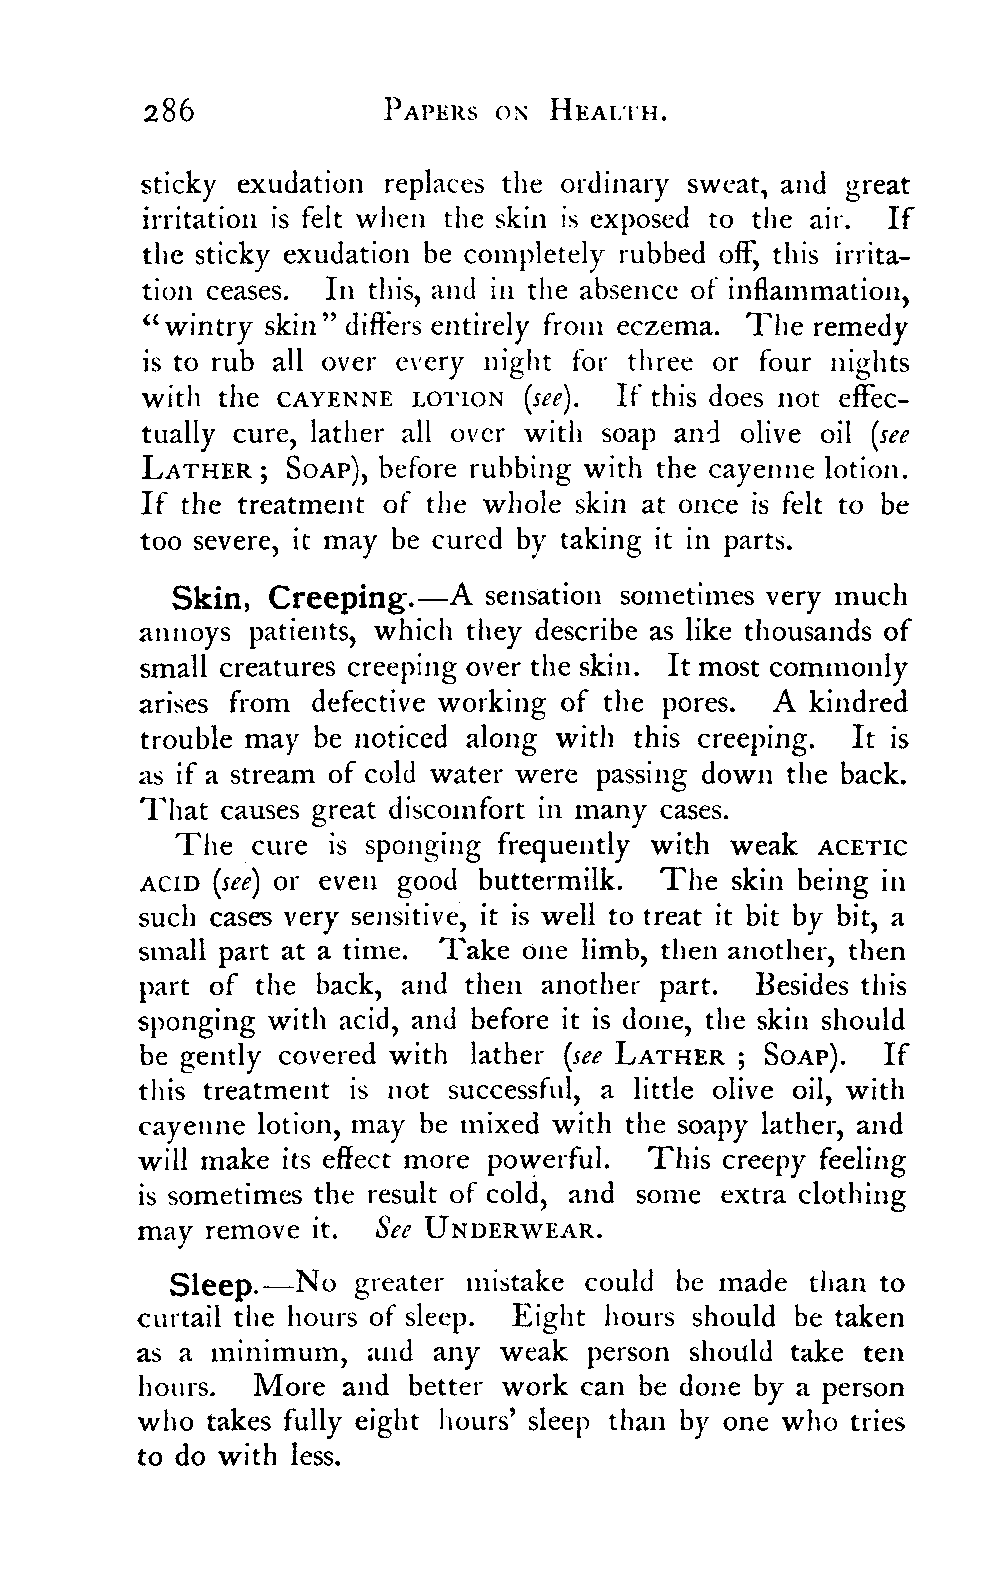 286 PAPERS ON HEALTH.
sticky exudation replaces the ordinary sweat, and great
irritation is felt when the skin is exposed to the air. If
the sticky exudation be completely rubbed off, this irrita-
tion ceases. In this, and in the absence of inflammation,
“wintry skin” differs entirely from eczema. The remedy
is to rub all over every night for three or four nights
with the CAYENNE LOTION (see). If this does not effec-
tually cure, lather all over with soap and olive oil (see
LATHER; SOAP), before rubbing with the cayenne lotion.
If the treatment of the whole skin at once is felt to be
too severe, it may be cured by taking it in parts.
Skin, Creeping.—A sensation sometimes very much
annoys patients, which they describe as like thousands of
small creatures creeping over the skin. It most commonly
arises from defective working of the pores. A kindred
trouble may be noticed along with this creeping. It is
as if a stream of cold water were passing down the back.
That causes great discomfort in many cases.
The cure is sponging frequently with weak ACETIC
ACID (see) or even good buttermilk. The skin being in
such cases very sensitive, it is well to treat it bit by bit, a
small part at a time. Take one limb, then another, then
part of the back, and then another part. Besides this
sponging with acid, and before it is done, the skin should
be gently covered with lather (see LATHER; SOAP). If
this treatment is not successful, a little olive oil, with
cayenne lotion, may be mixed with the soapy lather, and
will make its effect more powerful. This creepy feeling
is sometimes the result of cold, and some extra clothing
may remove it. See UNDERWEAR.
Sleep.—No greater mistake could be made than to
curtail the hours of sleep. Eight hours should be taken
as a minimum, and any weak person should take ten
hours. More and better work can be done by a person
who takes fully eight hours’ sleep than by one who tries
to do with less.